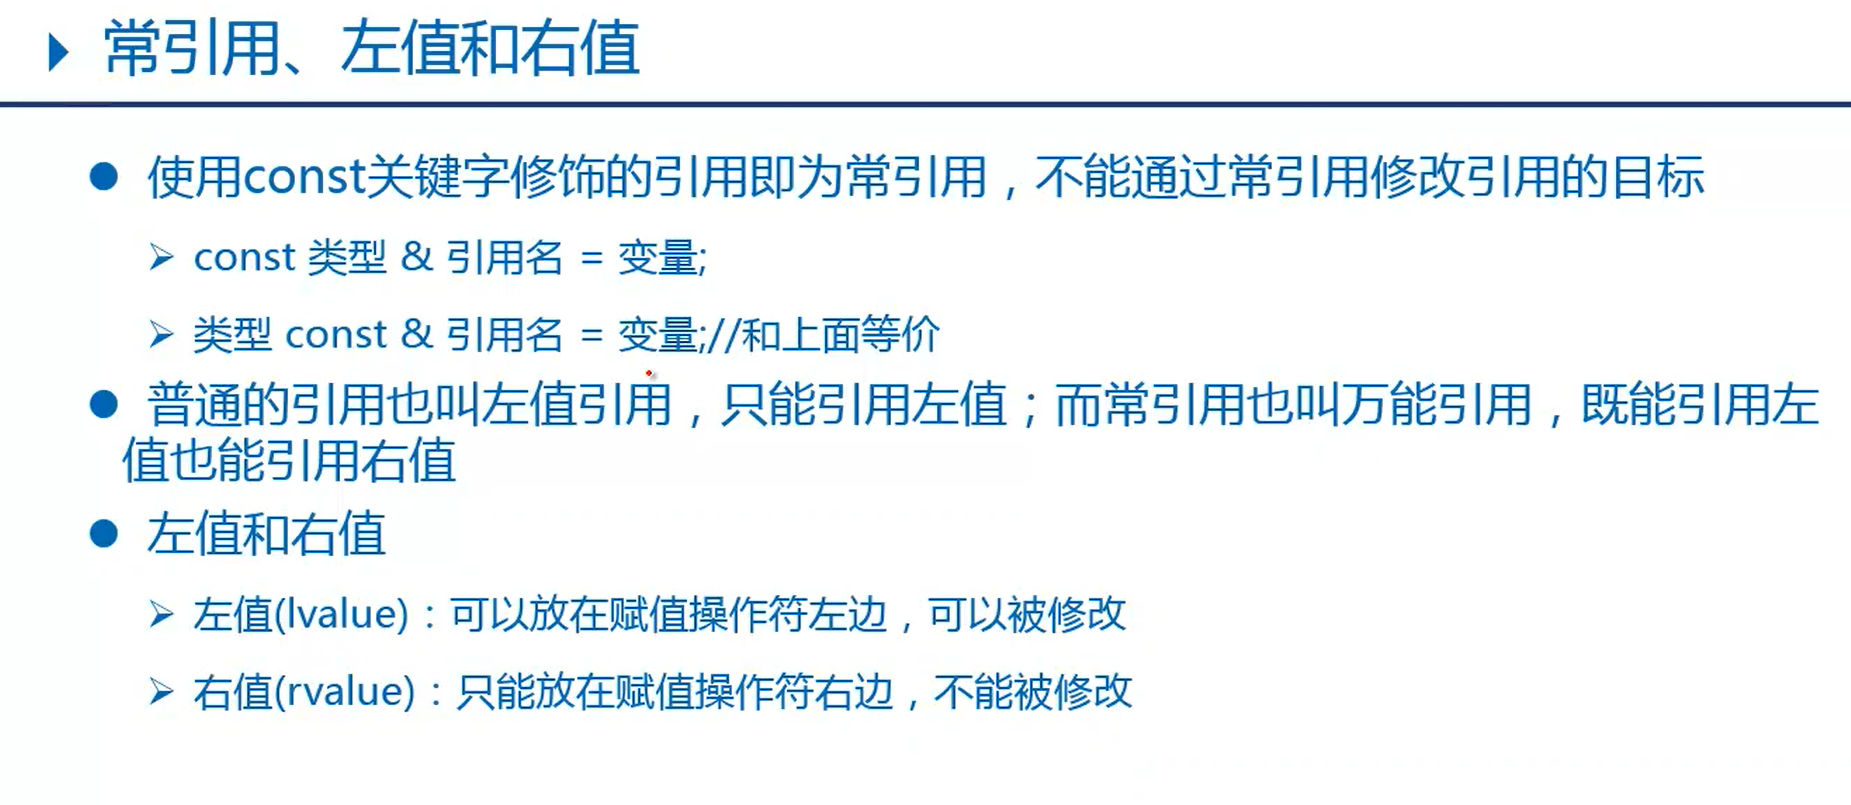 常引用、左值和右值
使用const关键字修饰的引用即为常引用，不能通过常引用修改引用的目标
const 类型 & 引用名 = 变量;
类型 const & 引用名 = 变量;//和上面等价
普通的引用也叫左值引用，只能引用左值；而常引用也叫万能引用，既能引用左
值也能引用右值
左值和右值
左值(lvalue)：可以放在赋值操作符左边，可以被修改
右值(rvalue)：只能放在赋值操作符右边，不能被修改